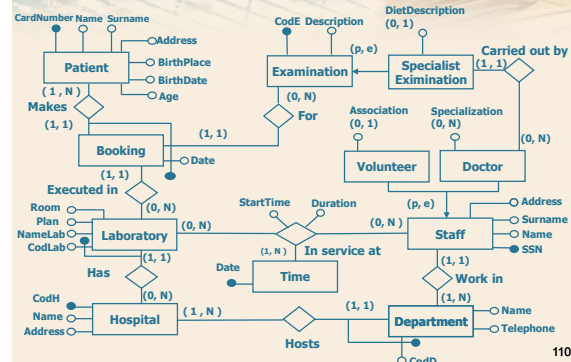 CardNumber Name Surname
Address
Patient
BirthPlace
BirthDate
Age
( 1 , N )
Makes
(1, 1)
Booking
Date
(1, 1)
(1, 1)
Executed in
(0, N)
CodE Description
Examination
(p, e)
(0, N)
For
DietDescription
(0, 1)
Specialist
Eximination
(1, 1)
Carried out by
(0, N)
Association
(0, 1)
Specialization
(0, N)
Volunteer
Doctor
(p, e)
Room
Plan
NameLab
CodLab
Laboratory
(0, N)
StartTime
Duration
(0, N)
In service at
(1, N )
Date
Time
Staff
Address
Surname
Name
SSN
(1, 1)
Has
(0, N)
(1, 1)
Work in
(1, N)
CodH
Name
Address
Hospital
( 1 , N )
Hosts
(1, 1)
Department
Name
Telephone
CodD
110